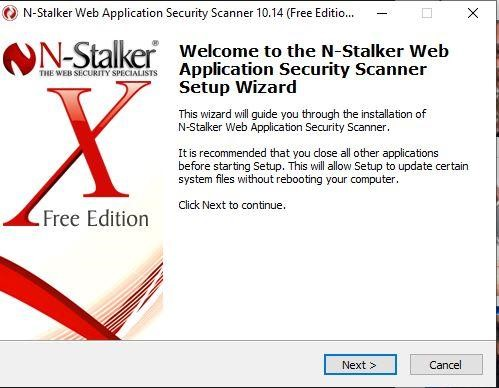 N-Stalker Web Application Security Scanner 10.14 (Free Editio...
N-Stalker®
THE WEB SECURITY SPECIALISTS
X
Free Edition
Welcome to the N-Stalker Web
Application Security Scanner
Setup Wizard
This wizard will guide you through the installation of
N-Stalker Web Application Security Scanner.
It is recommended that you close all other applications
before starting Setup. This will allow Setup to update certain
system files without rebooting your computer.
Click Next to continue.
Next >
Cancel